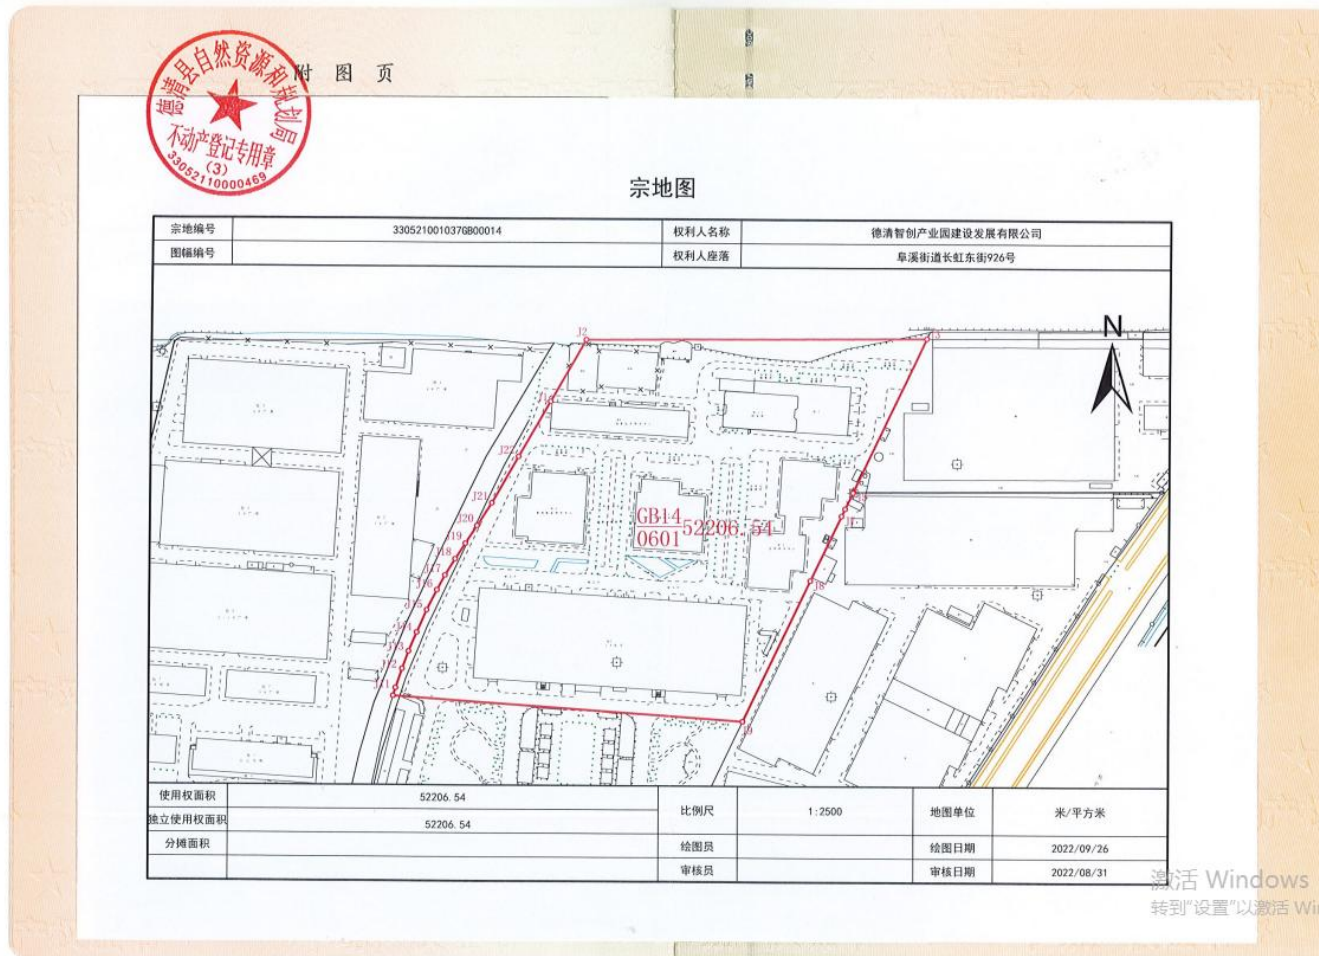 附 图 页
德清县自然资源和规划局
不动产登记专用章
(3)
33052110000469
宗地图
宗地编号 330521001037GB00014 权利人名称 德清智创产业园建设发展有限公司
图幅编号 权利人座落 阜溪街道长虹东街926号
N
J2
J3
J1
J22
J21
J20
J19
J18
J17
J16
J15
J14
J13
J12
J11
J7
J8
J9
GB14
0601
52206.54
使用权面积 52206.54 比例尺 1:2500 地图单位 米/平方米
独立使用权面积 52206.54
分摊面积 绘图员 绘图日期 2022/09/26
审核员 审核日期 2022/08/31
激活 Windows
转到"设置"以激活 Win